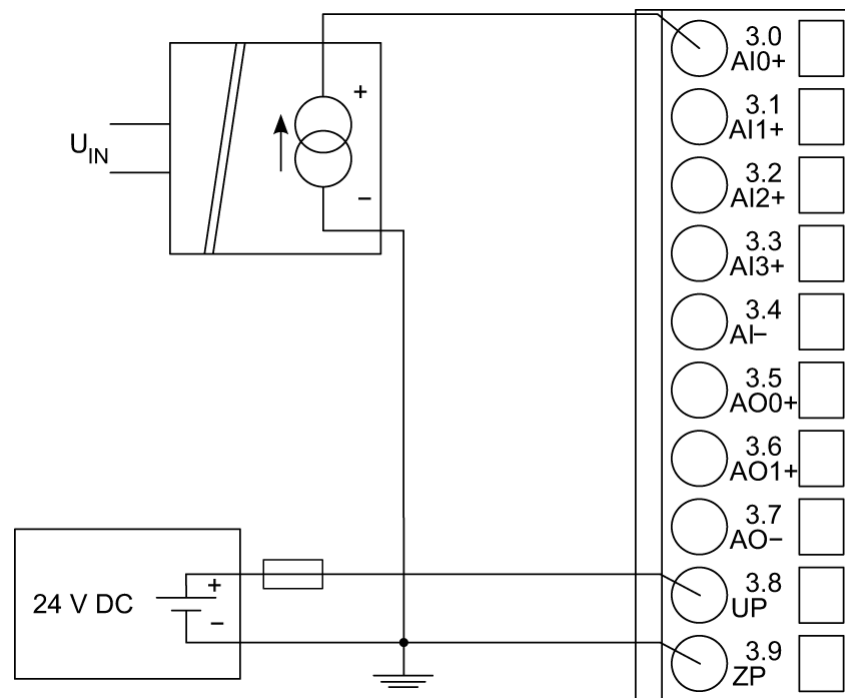 3.0
AI0+
+
U_IN
3.1
AI1+
−
3.2
AI2+
3.3
AI3+
3.4
AI−
3.5
AO0+
3.6
AO1+
3.7
AO−
24 V DC
+
−
3.8
UP
3.9
ZP